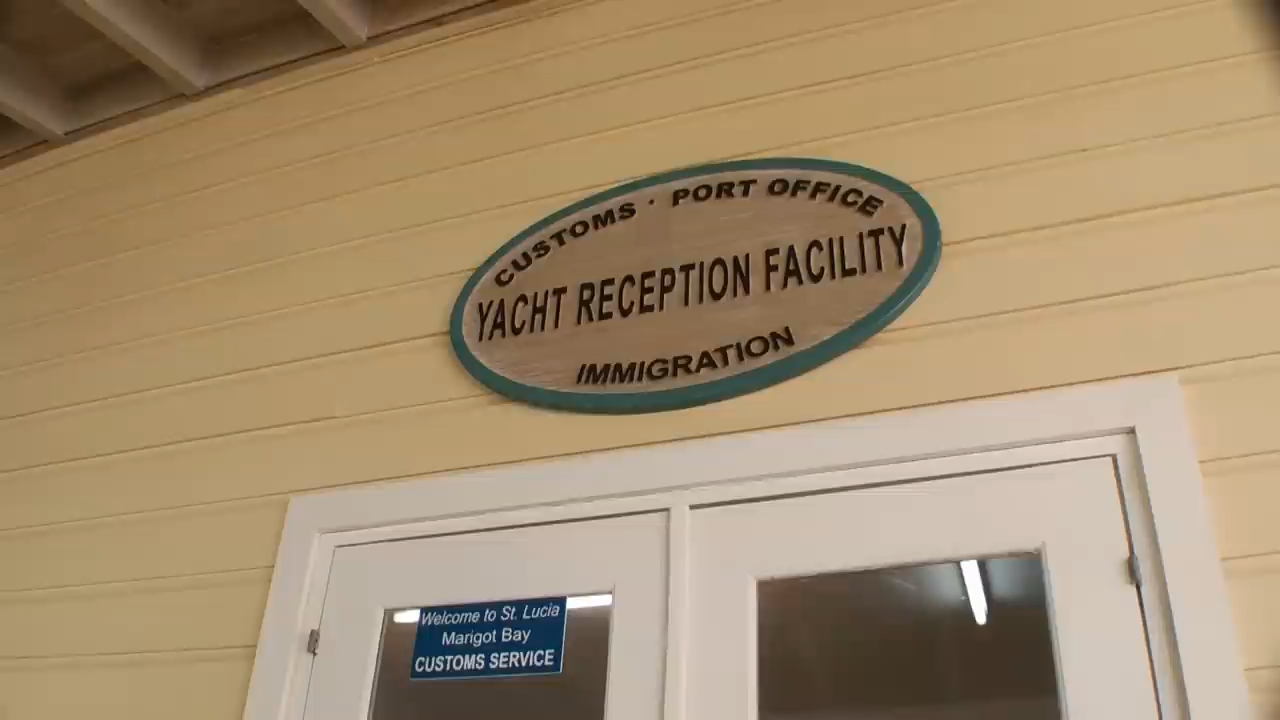 CUSTOMS · PORT OFFICE
YACHT RECEPTION FACILITY
IMMIGRATION
Welcome to St. Lucia
Marigot Bay
CUSTOMS SERVICE